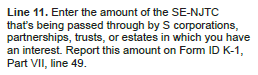 Line 11. Enter the amount of the SE-NJTC
that's being passed through by S corporations,
partnerships, trusts, or estates in which you have
an interest. Report this amount on Form ID K-1,
Part VII, line 49.